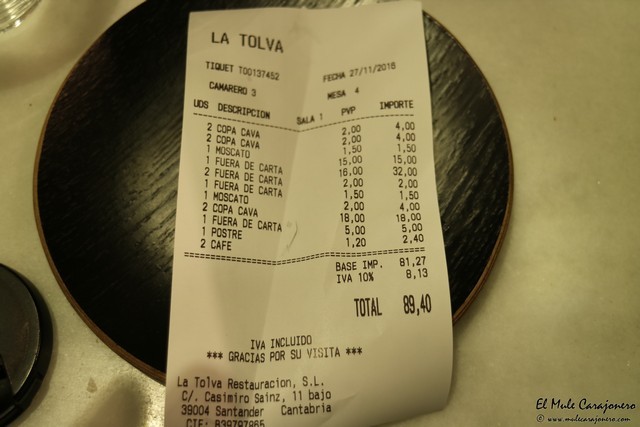 LA TOLVA
TIQUET T00137452 FECHA 27/11/2016
CAMARERO 3 MESA 4
UDS DESCRIPCION SALA 1 PVP IMPORTE
2 COPA CAVA 2,00 4,00
2 COPA CAVA 2,00 4,00
1 MOSCATO 1,50 1,50
1 FUERA DE CARTA 15,00 15,00
2 FUERA DE CARTA 16,00 32,00
1 FUERA DE CARTA 2,00 2,00
1 MOSCATO 1,50 1,50
2 COPA CAVA 2,00 4,00
1 FUERA DE CARTA 18,00 18,00
1 POSTRE 5,00 5,00
2 CAFE 1,20 2,40
BASE IMP. 81,27
IVA 10% 8,13
TOTAL 89,40
IVA INCLUIDO
*** GRACIAS POR SU VISITA ***
La Tolva Restauracion, S.L.
C/. Casimiro Sainz, 11 bajo
39004 Santander Cantabria
CIF: B39797865
El Mule Carajonero
© www.mulecarajonero.com